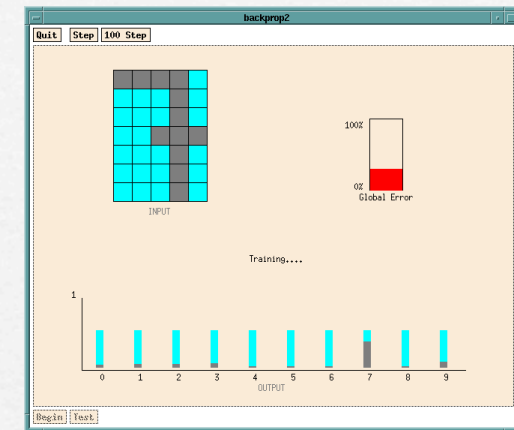 backprop2
Quit Step 100 Step
100%
0%
Global Error
INPUT
Training....
1
0 1 2 3 4 5 6 7 8 9
OUTPUT
Begin Test